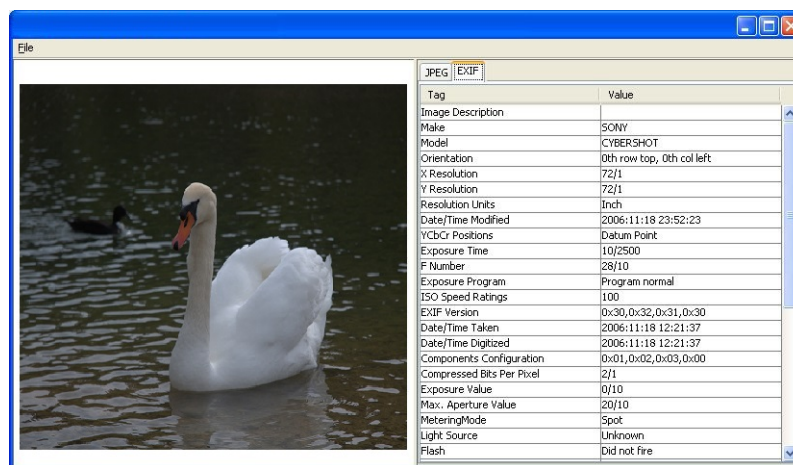 File
JPEG EXIF
Tag Value
Image Description
Make SONY
Model CYBERSHOT
Orientation 0th row top, 0th col left
X Resolution 72/1
Y Resolution 72/1
Resolution Units Inch
Date/Time Modified 2006:11:18 23:52:23
YCbCr Positions Datum Point
Exposure Time 10/2500
F Number 28/10
Exposure Program Program normal
ISO Speed Ratings 100
EXIF Version 0x30,0x32,0x31,0x30
Date/Time Taken 2006:11:18 12:21:37
Date/Time Digitized 2006:11:18 12:21:37
Components Configuration 0x01,0x02,0x03,0x00
Compressed Bits Per Pixel 2/1
Exposure Value 0/10
Max. Aperture Value 20/10
MeteringMode Spot
Light Source Unknown
Flash Did not fire